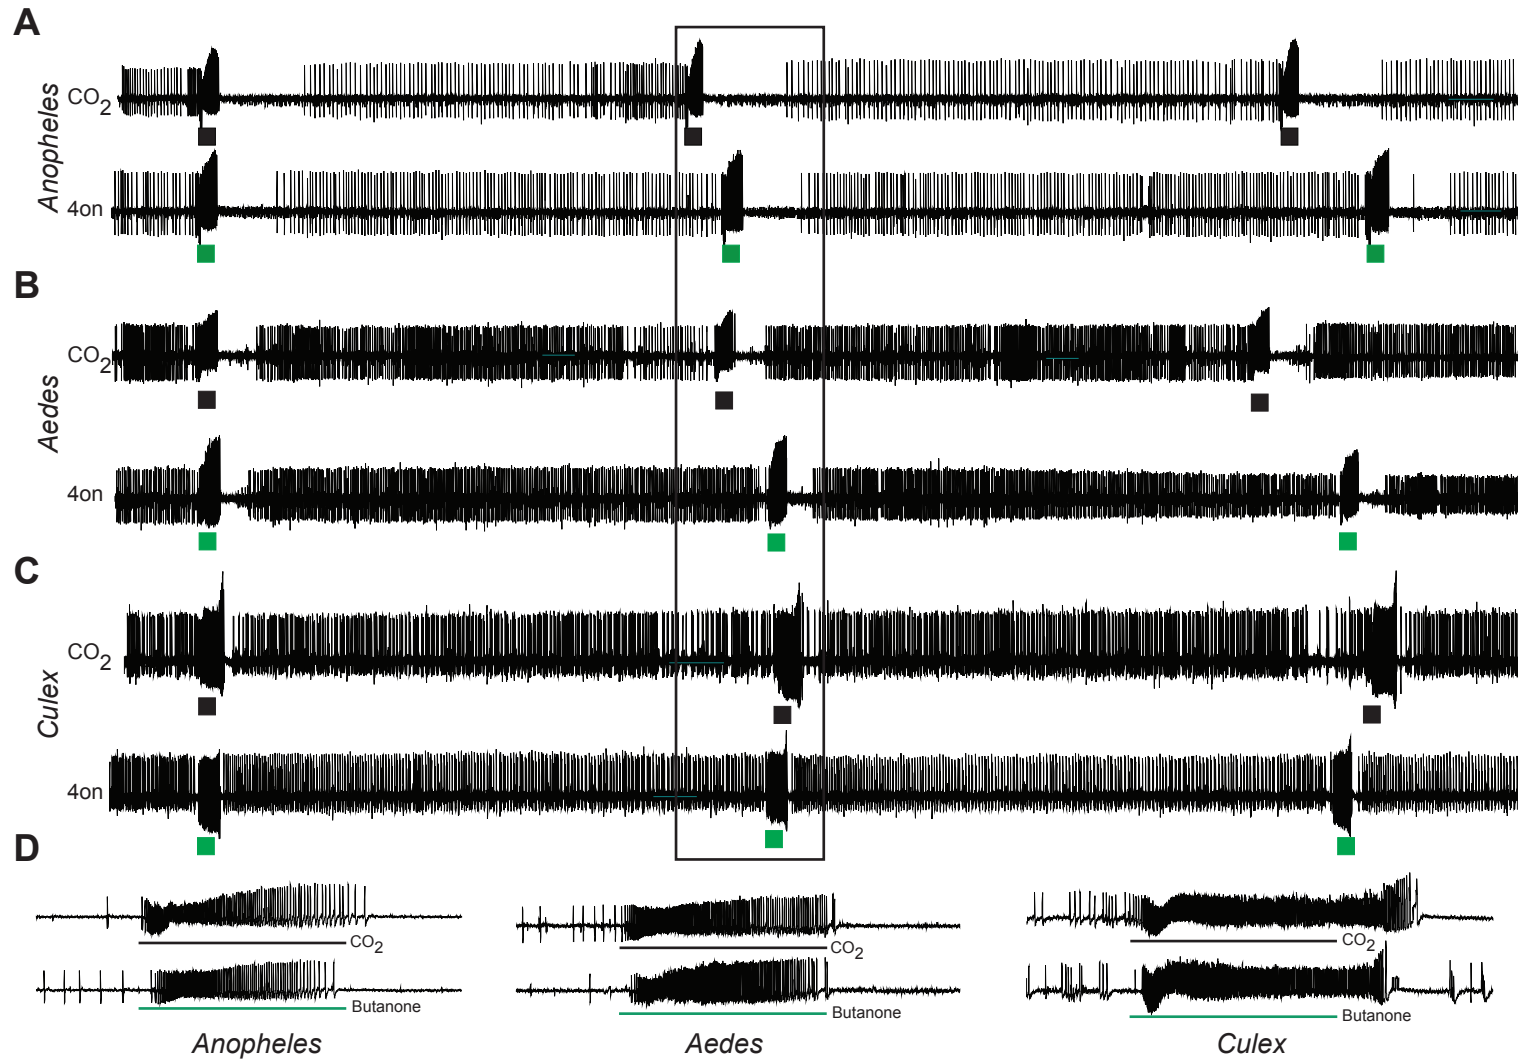 A
Anopheles
CO2
4on
B
Aedes
CO2
4on
C
Culex
CO2
4on
D
CO2
CO2
CO2
Butanone
Butanone
Butanone
Anopheles
Aedes
Culex